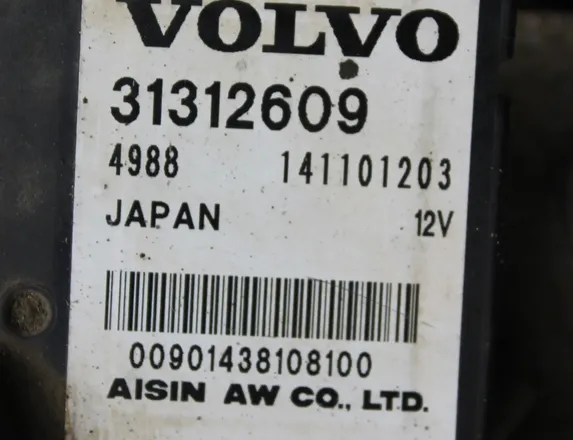 VOLVO
31312609
4988 141101203
JAPAN 12V
00901438108100
AISIN AW CO., LTD.